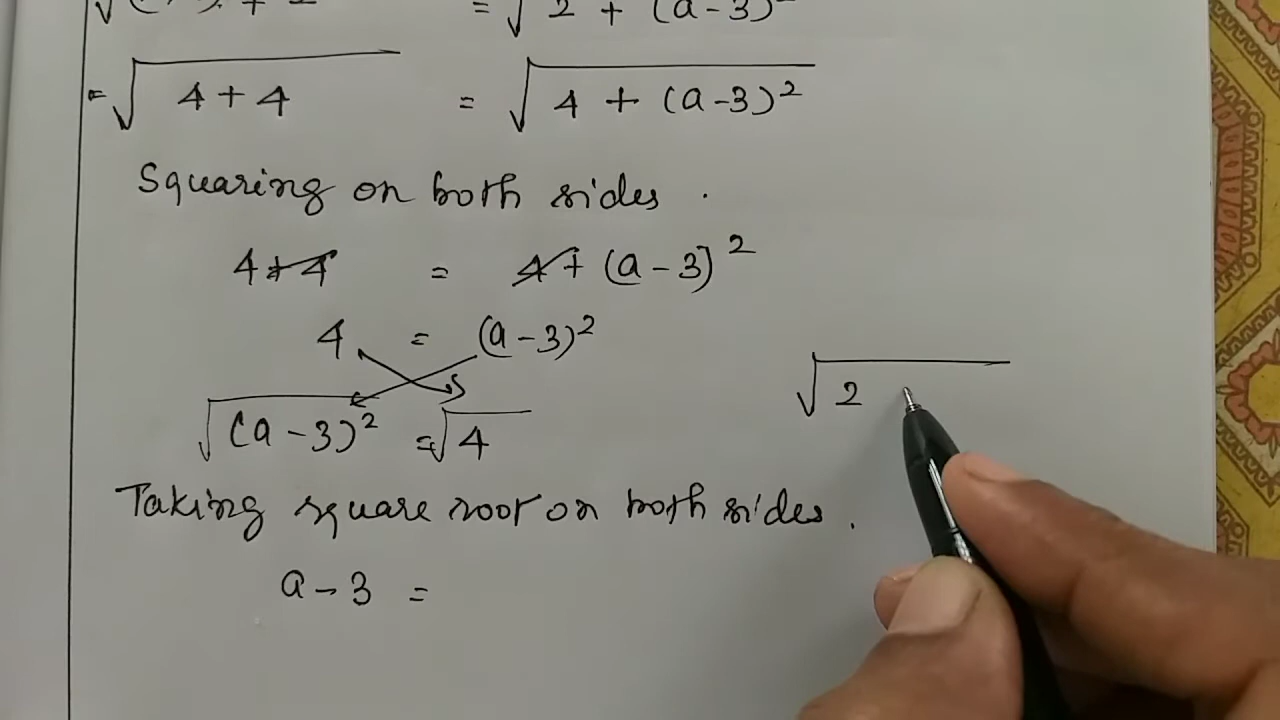 = √2 + (a-3)²
= √4+4 = √4 + (a-3)²
Squaring on both sides .
4+4 = 4+ (a-3)²
4 = (a-3)²
√(a-3)² = √4
√2
Taking square root on both sides .
a-3 =